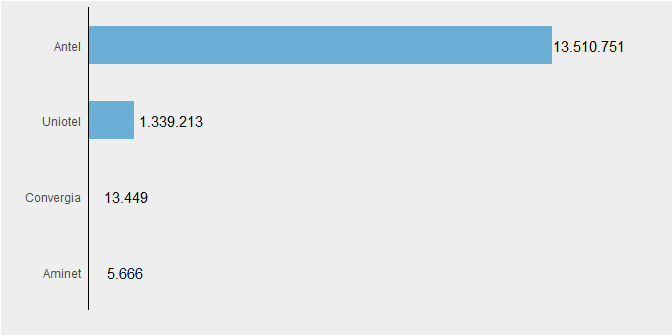 Antel 13.510.751
Uniotel 1.339.213
Convergia 13.449
Aminet 5.666